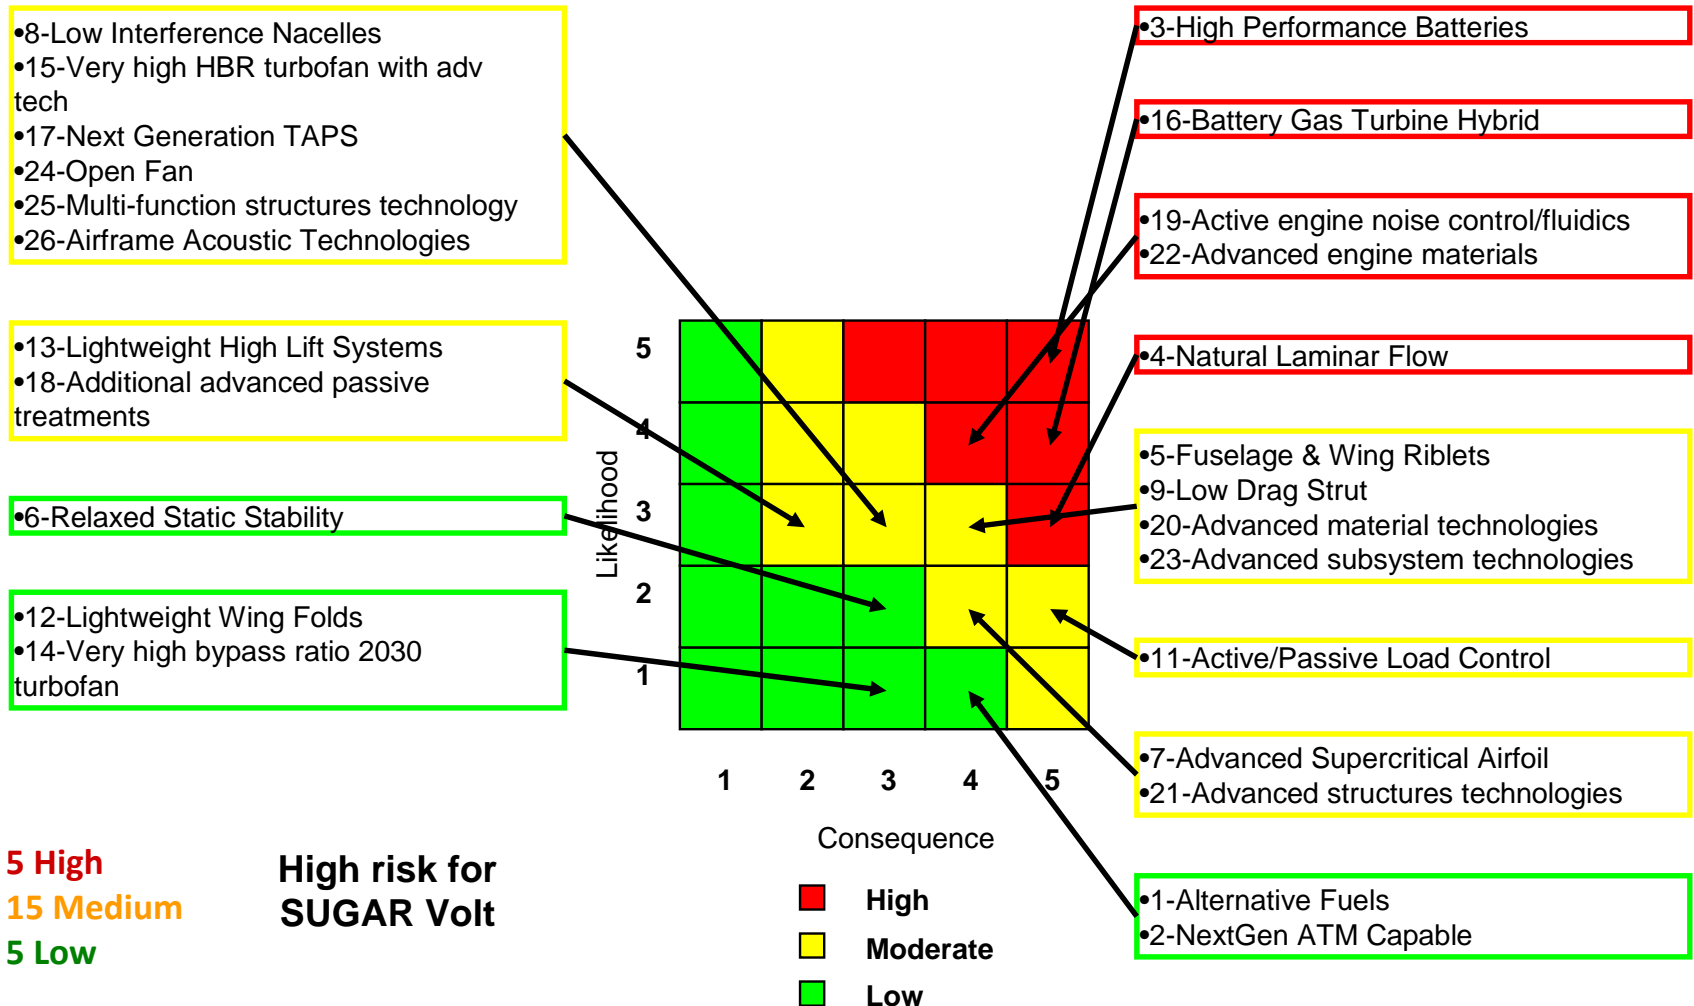 •8-Low Interference Nacelles
•15-Very high HBR turbofan with adv
tech
•17-Next Generation TAPS
•24-Open Fan
•25-Multi-function structures technology
•26-Airframe Acoustic Technologies
•13-Lightweight High Lift Systems
•18-Additional advanced passive
treatments
•6-Relaxed Static Stability
•12-Lightweight Wing Folds
•14-Very high bypass ratio 2030
turbofan
•3-High Performance Batteries
•16-Battery Gas Turbine Hybrid
•19-Active engine noise control/fluidics
•22-Advanced engine materials
•4-Natural Laminar Flow
•5-Fuselage & Wing Riblets
•9-Low Drag Strut
•20-Advanced material technologies
•23-Advanced subsystem technologies
•11-Active/Passive Load Control
•7-Advanced Supercritical Airfoil
•21-Advanced structures technologies
•1-Alternative Fuels
•2-NextGen ATM Capable
Likelihood
5
4
3
2
1
1 2 3 4 5
Consequence
High
Moderate
Low
5 High
15 Medium
5 Low
High risk for
SUGAR Volt